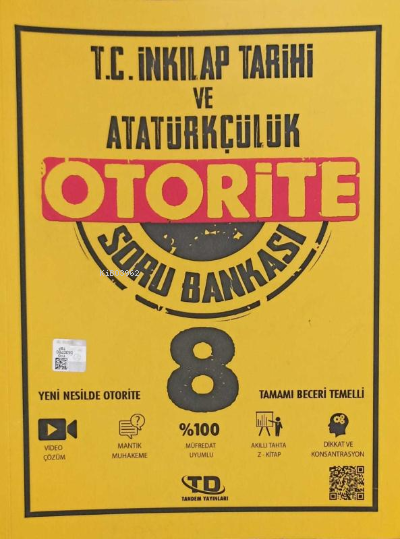 T.C. İNKILAP TARİHİ
VE
ATATÜRKÇÜLÜK
OTORİTE
SORU BANKASI
8
YENİ NESİLDE OTORİTE
TAMAMI BECERİ TEMELLİ
VİDEO
ÇÖZÜM
MANTIK
MUHAKEME
%100
MÜFREDAT
UYUMLU
AKILLI TAHTA
Z - KİTAP
DİKKAT VE
KONSANTRASYON
TD
TANDEM YAYINLARI